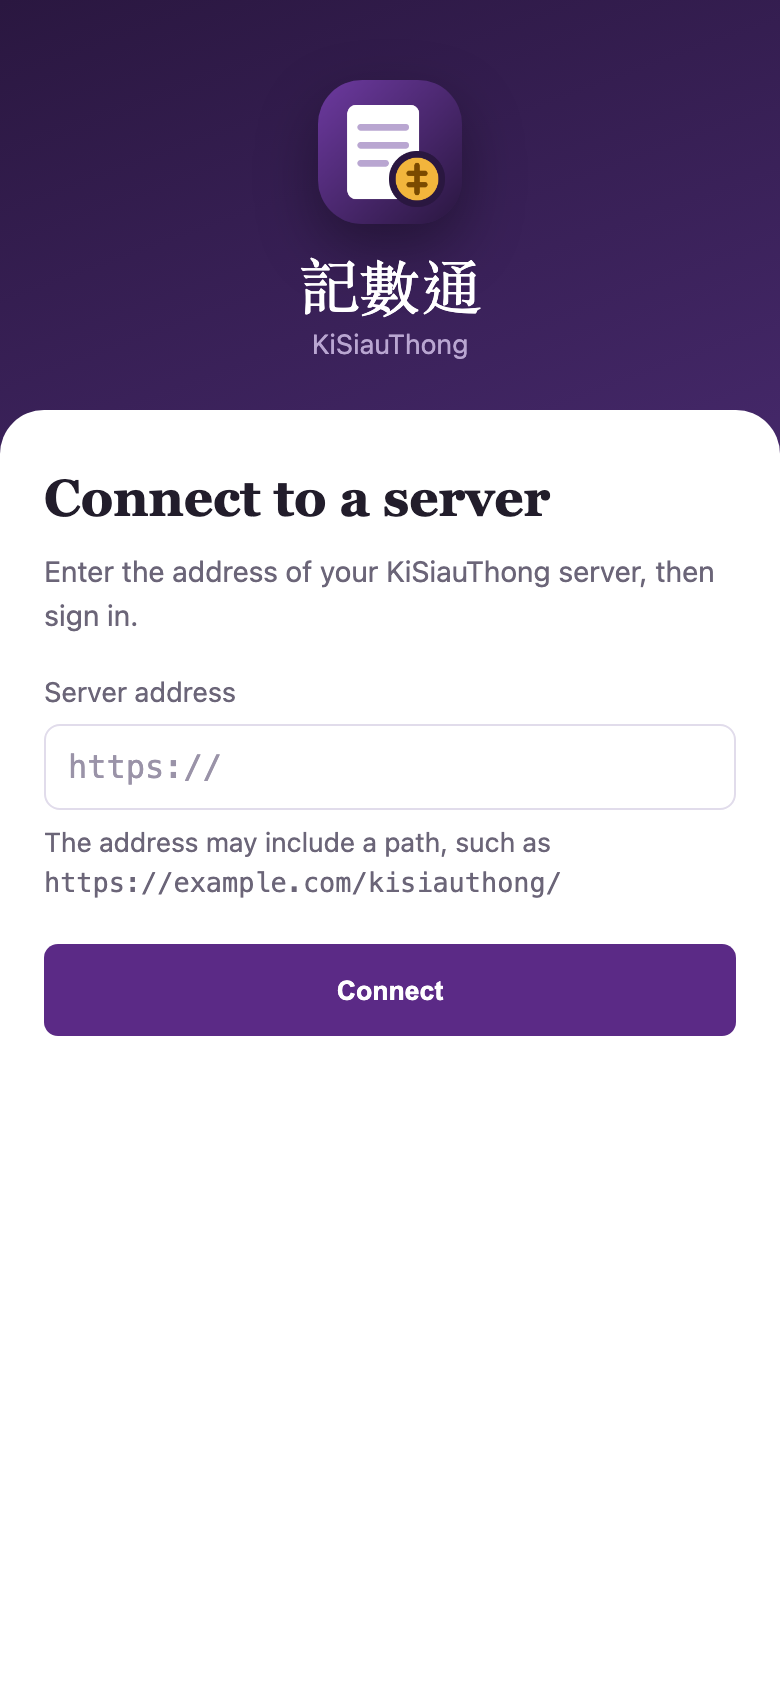 記數通
KiSiauThong
Connect to a server
Enter the address of your KiSiauThong server, then
sign in.
Server address
https://
The address may include a path, such as
https://example.com/kisiauthong/
Connect